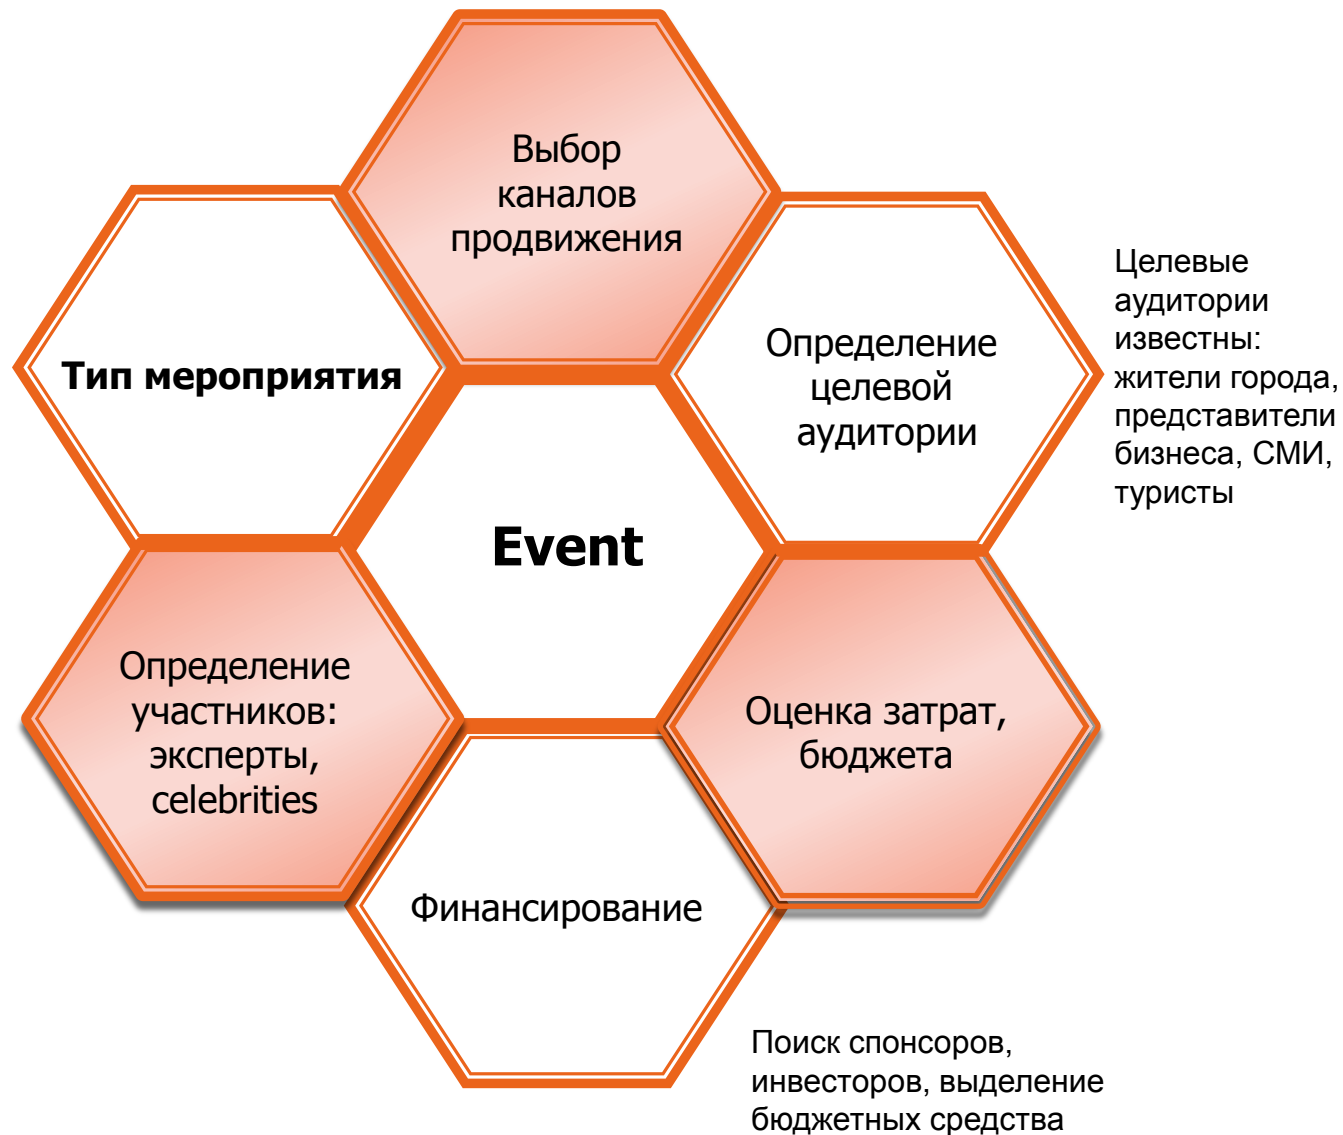 Выбор
каналов
продвижения
Тип мероприятия
Определение
целевой
аудитории
Целевые
аудитории
известны:
жители города,
представители
бизнеса, СМИ,
туристы
Event
Определение
участников:
эксперты,
celebrities
Оценка затрат,
бюджета
Финансирование
Поиск спонсоров,
инвесторов, выделение
бюджетных средства